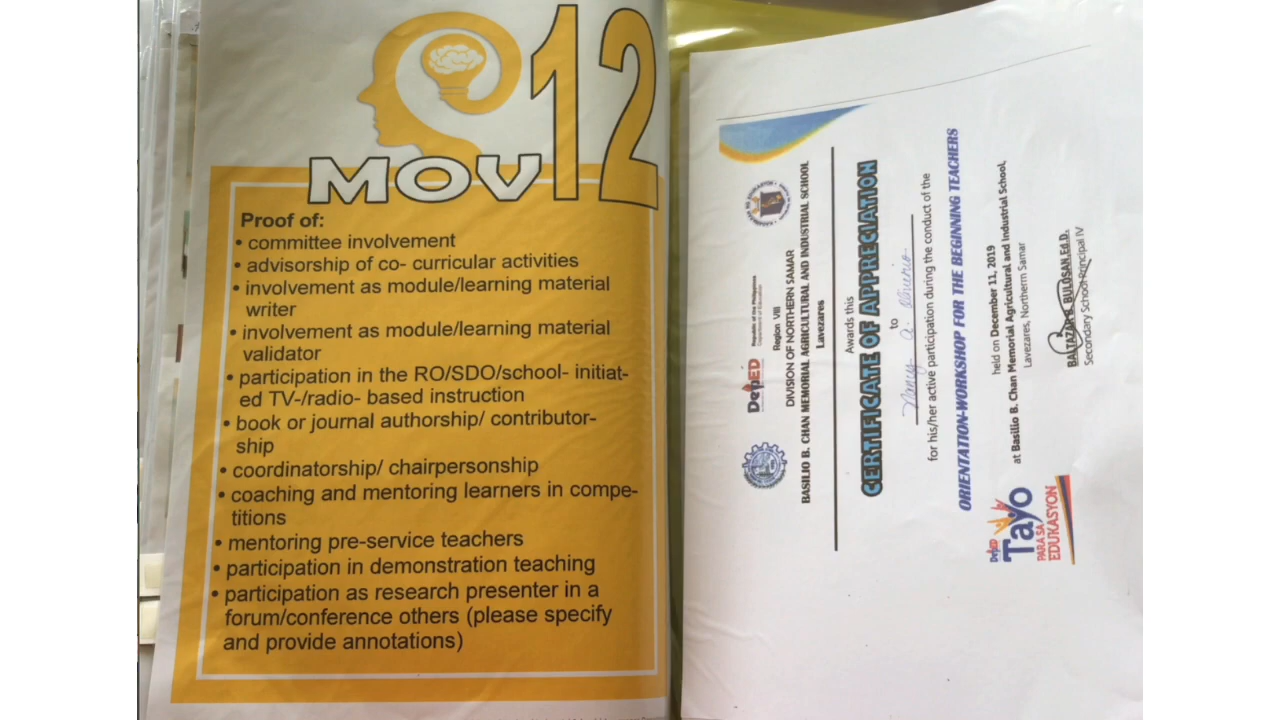 MOV 12
Proof of:
• committee involvement
• advisorship of co- curricular activities
• involvement as module/learning material
writer
• involvement as module/learning material
validator
• participation in the RO/SDO/school- initiat-
ed TV-/radio- based instruction
• book or journal authorship/ contributor-
ship
• coordinatorship/ chairpersonship
• coaching and mentoring learners in compe-
titions
• mentoring pre-service teachers
• participation in demonstration teaching
• participation as research presenter in a
forum/conference others (please specify
and provide annotations)
DepED
Republic of the Philippines
Department of Education
Region VIII
DIVISION OF NORTHERN SAMAR
BASILIO B. CHAN MEMORIAL AGRICULTURAL AND INDUSTRIAL SCHOOL
Lavezares
Awards this
CERTIFICATE OF APPRECIATION
to
Nancy A.
for his/her active participation during the conduct of the
ORIENTATION-WORKSHOP FOR THE BEGINNING TEACHERS
held on December 11, 2019
at Basilio B. Chan Memorial Agricultural and Industrial School,
Lavezares, Northern Samar
BALTAZAR B. BULOSAN Ed.D.
Secondary School Principal IV
DepED
Tayo
PARA SA
EDUKASYON